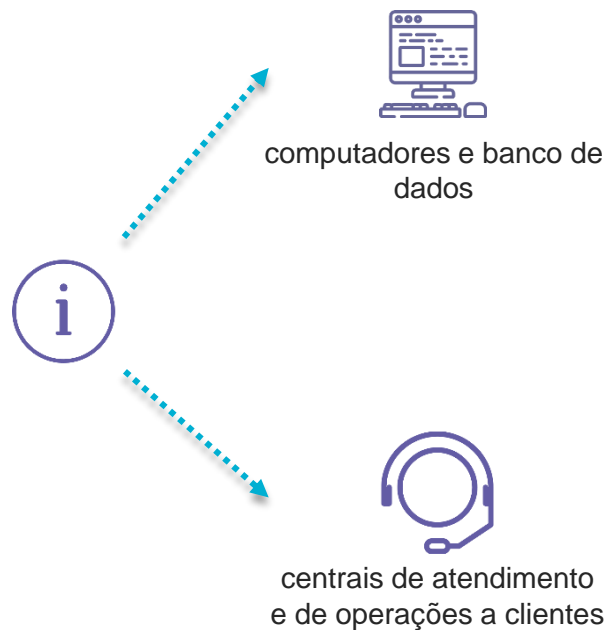 computadores e banco de
dados
i
centrais de atendimento
e de operações a clientes